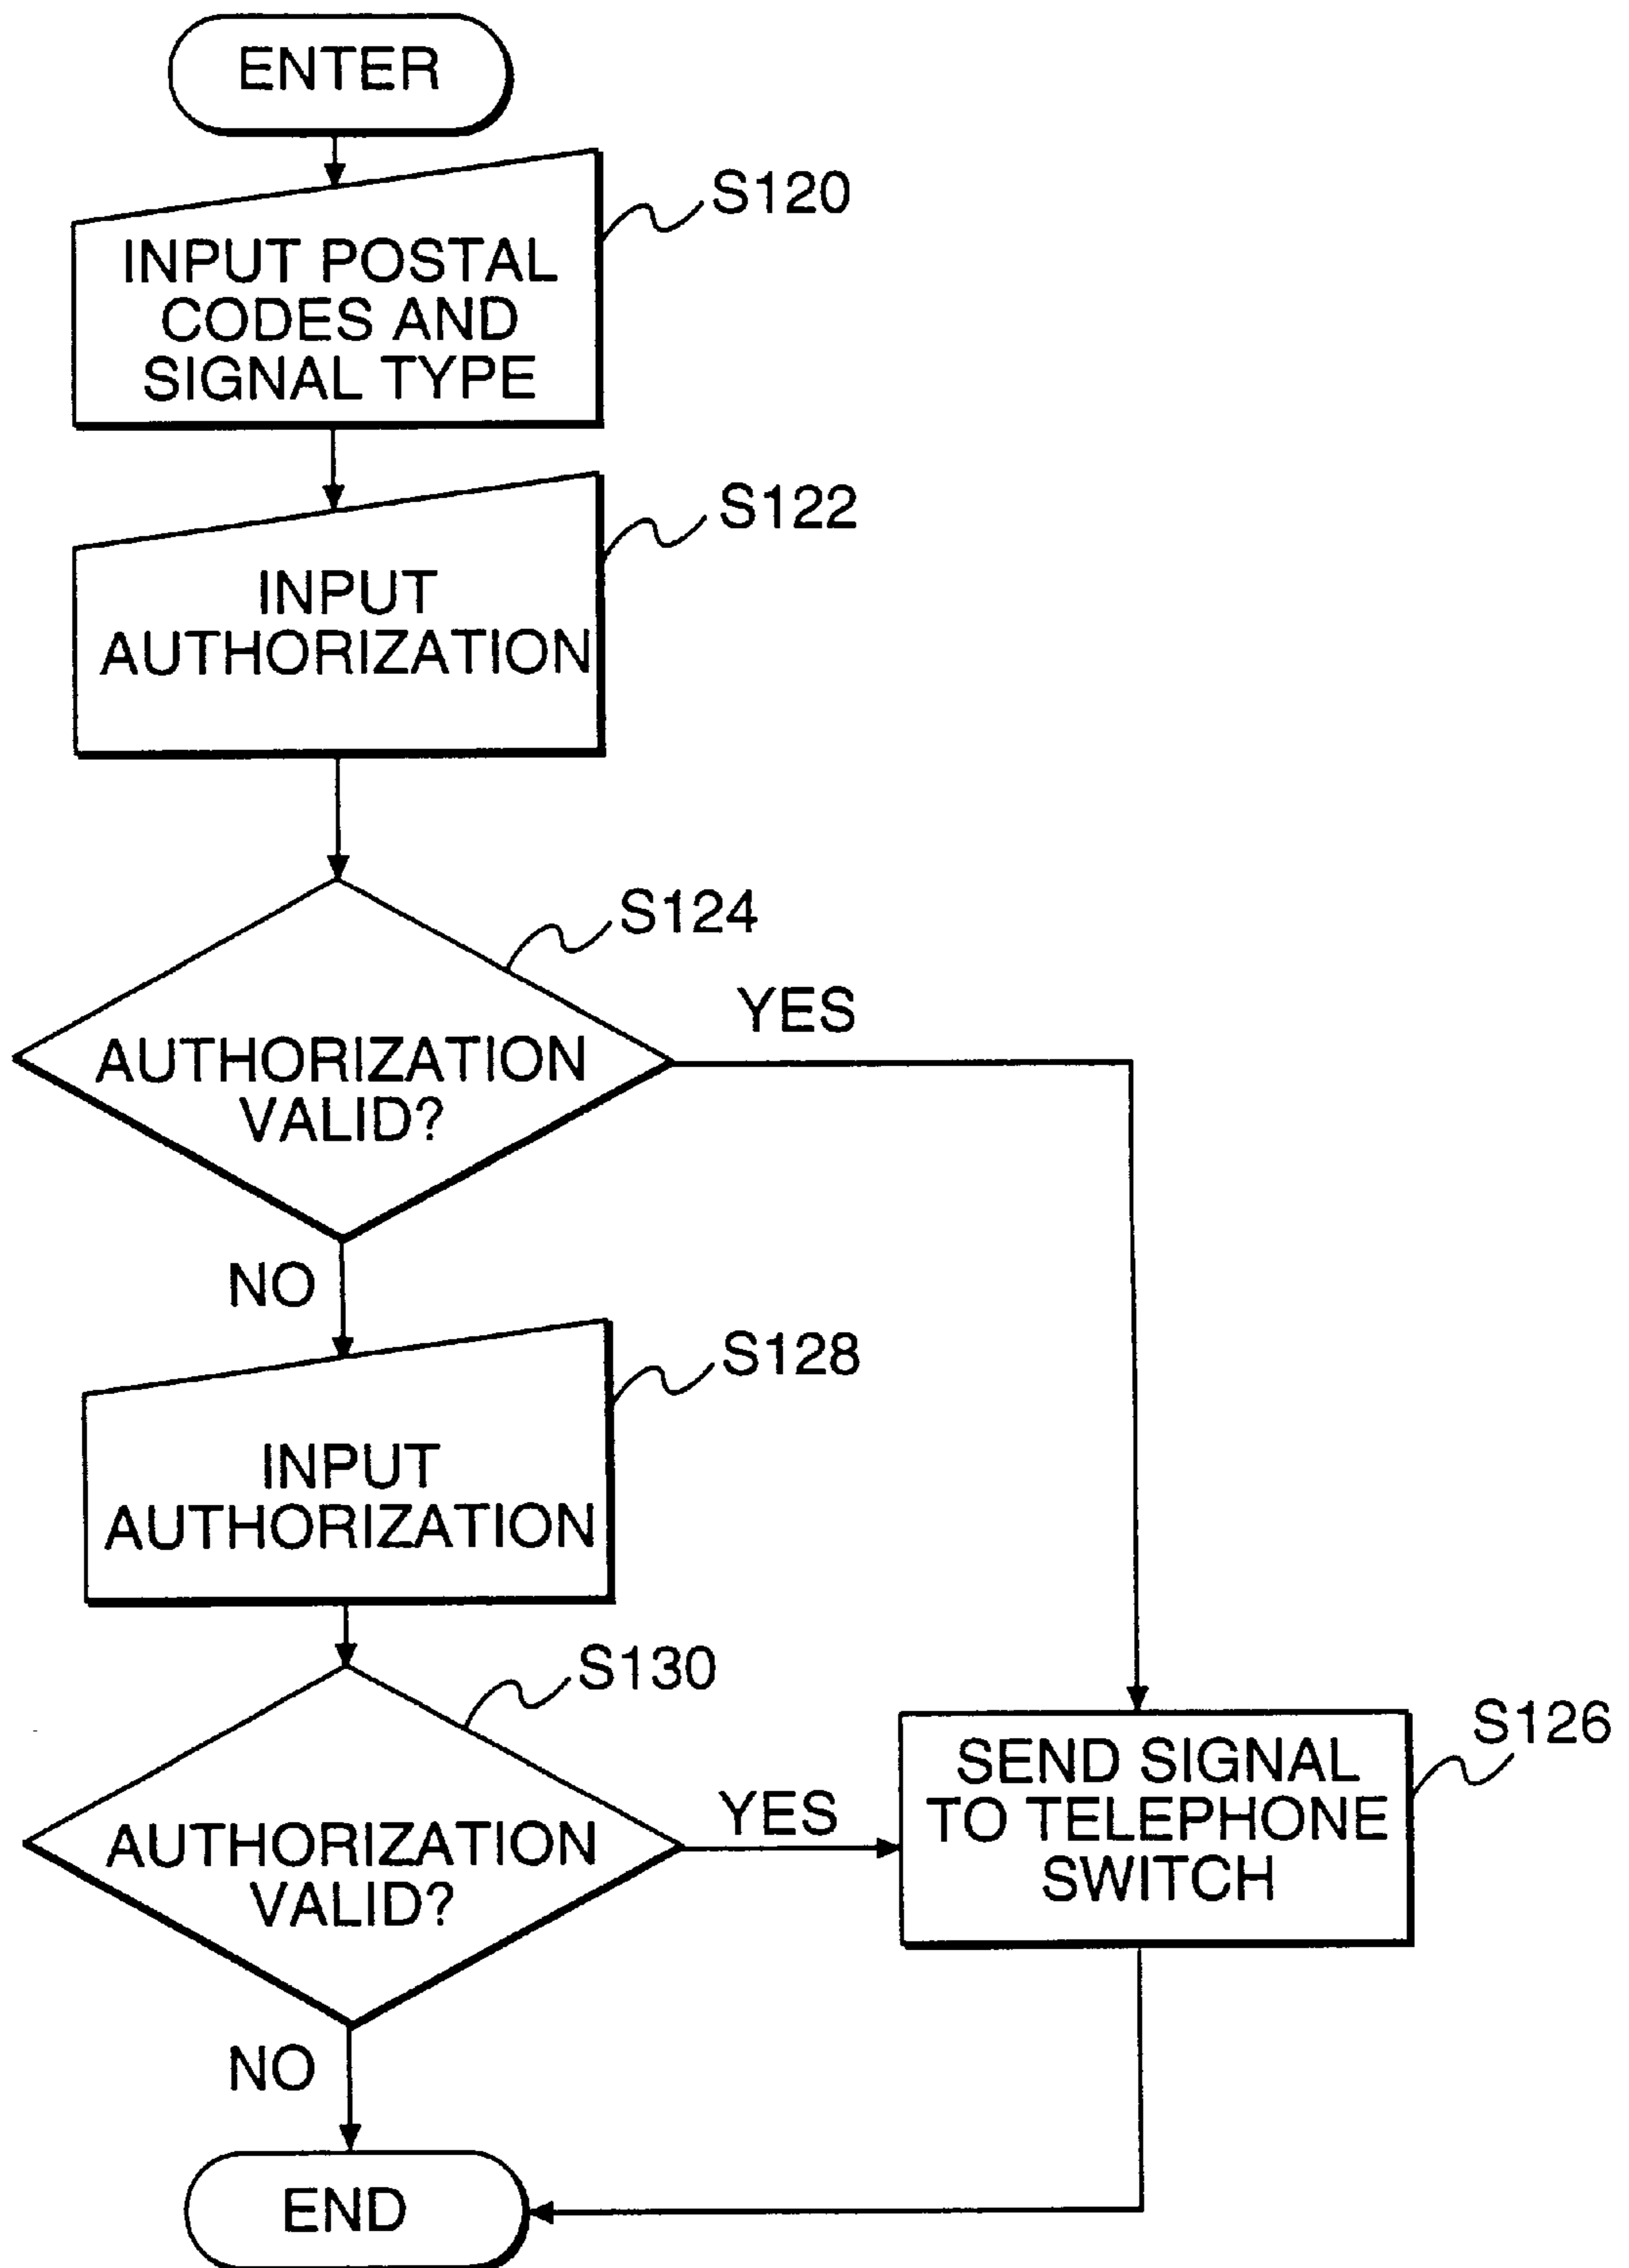 ENTER
S120
INPUT POSTAL
CODES AND
SIGNAL TYPE
S122
INPUT
AUTHORIZATION
S124
YES
AUTHORIZATION
VALID?
NO
S128
INPUT
AUTHORIZATION
S130
S126
SEND SIGNAL
TO TELEPHONE
SWITCH
YES
AUTHORIZATION
VALID?
NO
END